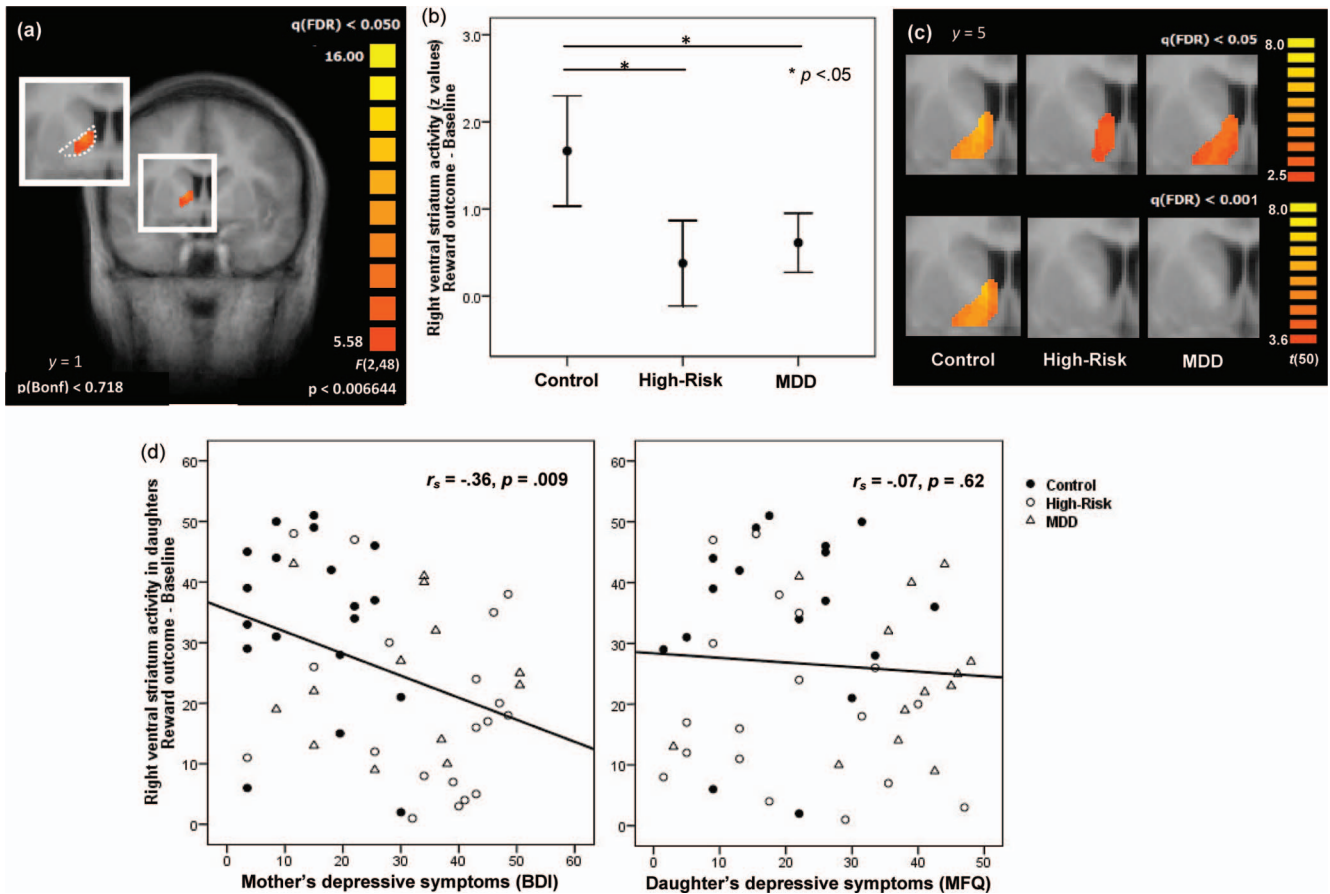 (a)
q(FDR) < 0.050
16.00
5.58
F(2,48)
y = 1
p(Bonf) < 0.718
p < 0.006644
(b)
Right ventral striatum activity (z values)
Reward outcome - Baseline
3.0
2.0
1.0
0.0
*
*
* p <.05
Control
High-Risk
MDD
(c)
y = 5
q(FDR) < 0.05
8.0
2.5
q(FDR) < 0.001
8.0
3.6
Control
High-Risk
MDD
t(50)
(d)
Right ventral striatum activity in daughters
Reward outcome - Baseline
60
50
40
30
20
10
0
rs = -.36, p = .009
0 10 20 30 40 50 60
Mother's depressive symptoms (BDI)
60
50
40
30
20
10
0
rs = -.07, p = .62
0 10 20 30 40 50
Daughter's depressive symptoms (MFQ)
Control
High-Risk
MDD